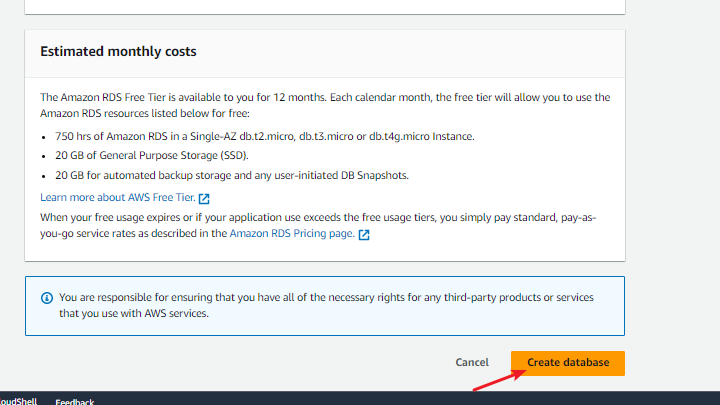 Estimated monthly costs
The Amazon RDS Free Tier is available to you for 12 months. Each calendar month, the free tier will allow you to use the
Amazon RDS resources listed below for free:
• 750 hrs of Amazon RDS in a Single-AZ db.t2.micro, db.t3.micro or db.t4g.micro Instance.
• 20 GB of General Purpose Storage (SSD).
• 20 GB for automated backup storage and any user-initiated DB Snapshots.
Learn more about AWS Free Tier.
When your free usage expires or if your application use exceeds the free usage tiers, you simply pay standard, pay-as-
you-go service rates as described in the Amazon RDS Pricing page.
You are responsible for ensuring that you have all of the necessary rights for any third-party products or services
that you use with AWS services.
Cancel Create database
oudShell Feedback